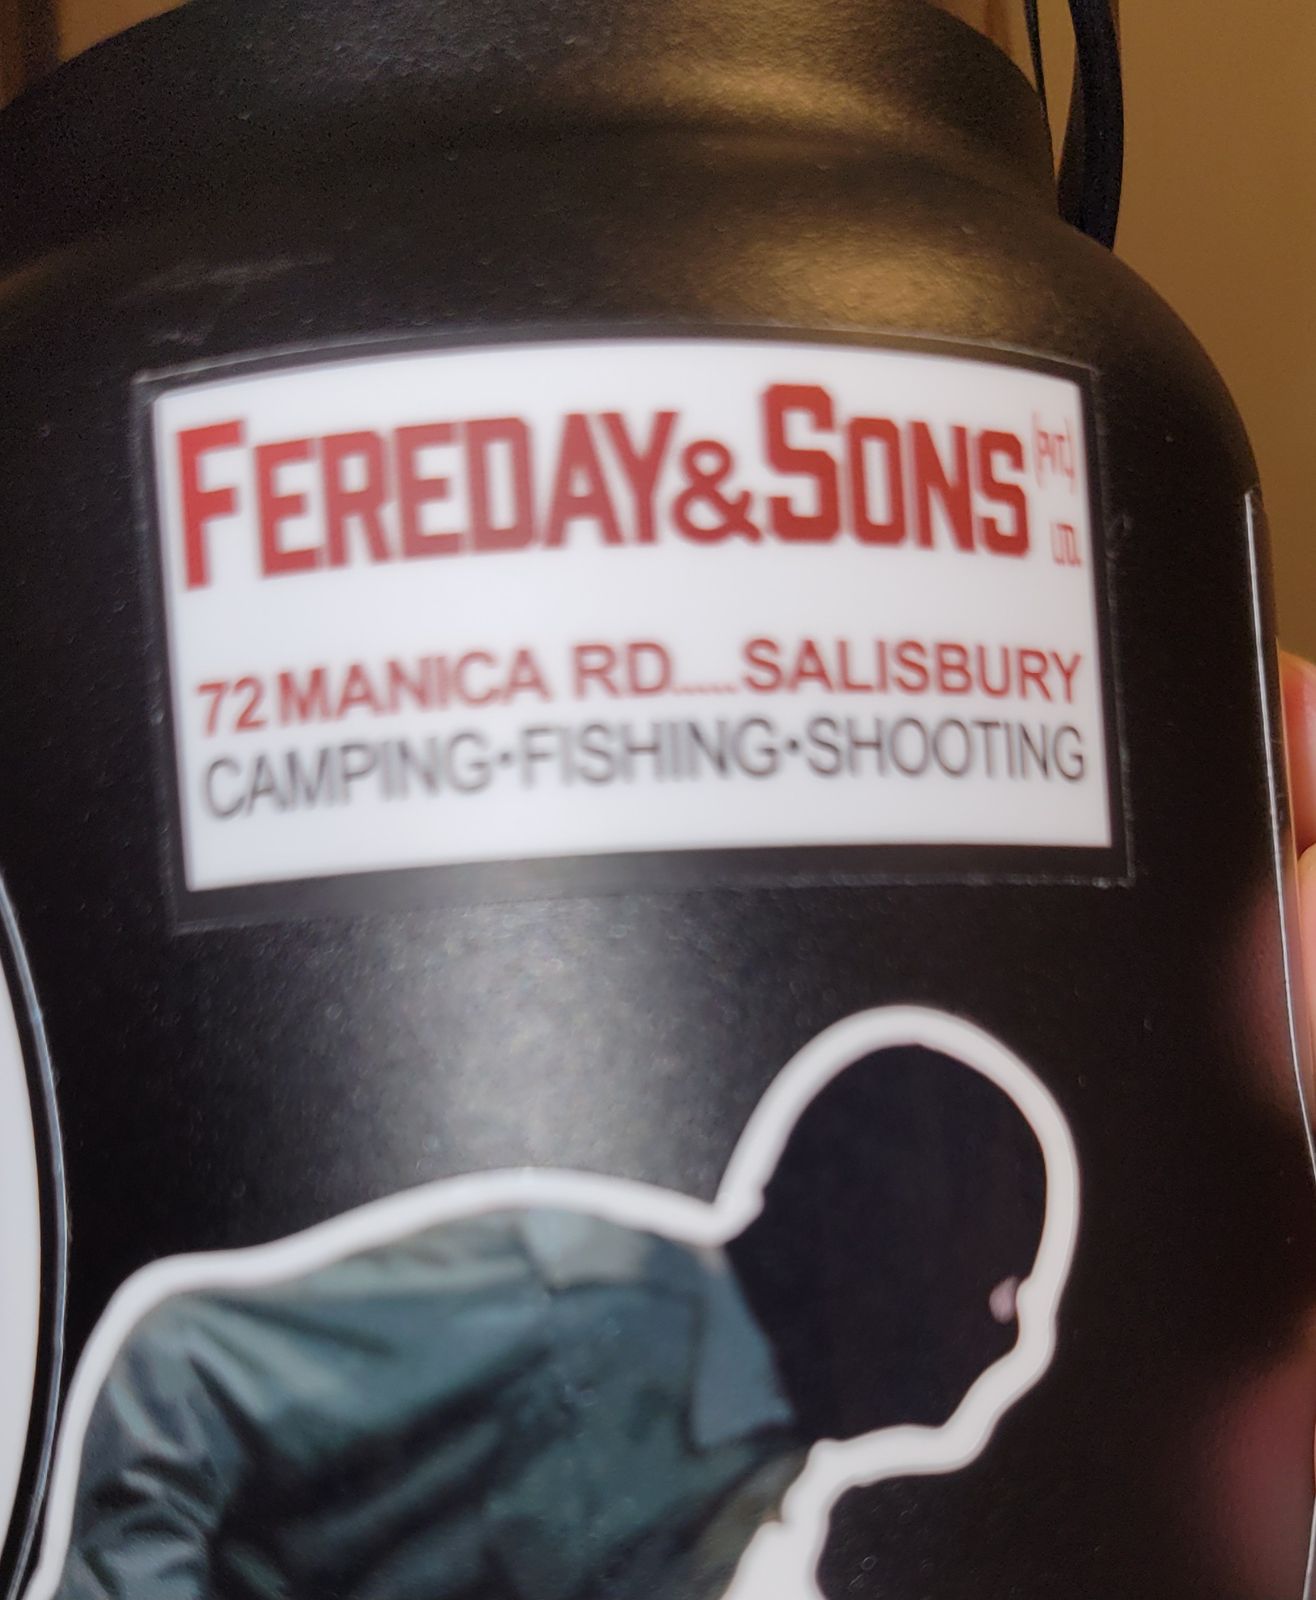 FEREDAY & SONS (PVT.) LTD.
72 MANICA RD......SALISBURY
CAMPING·FISHING·SHOOTING